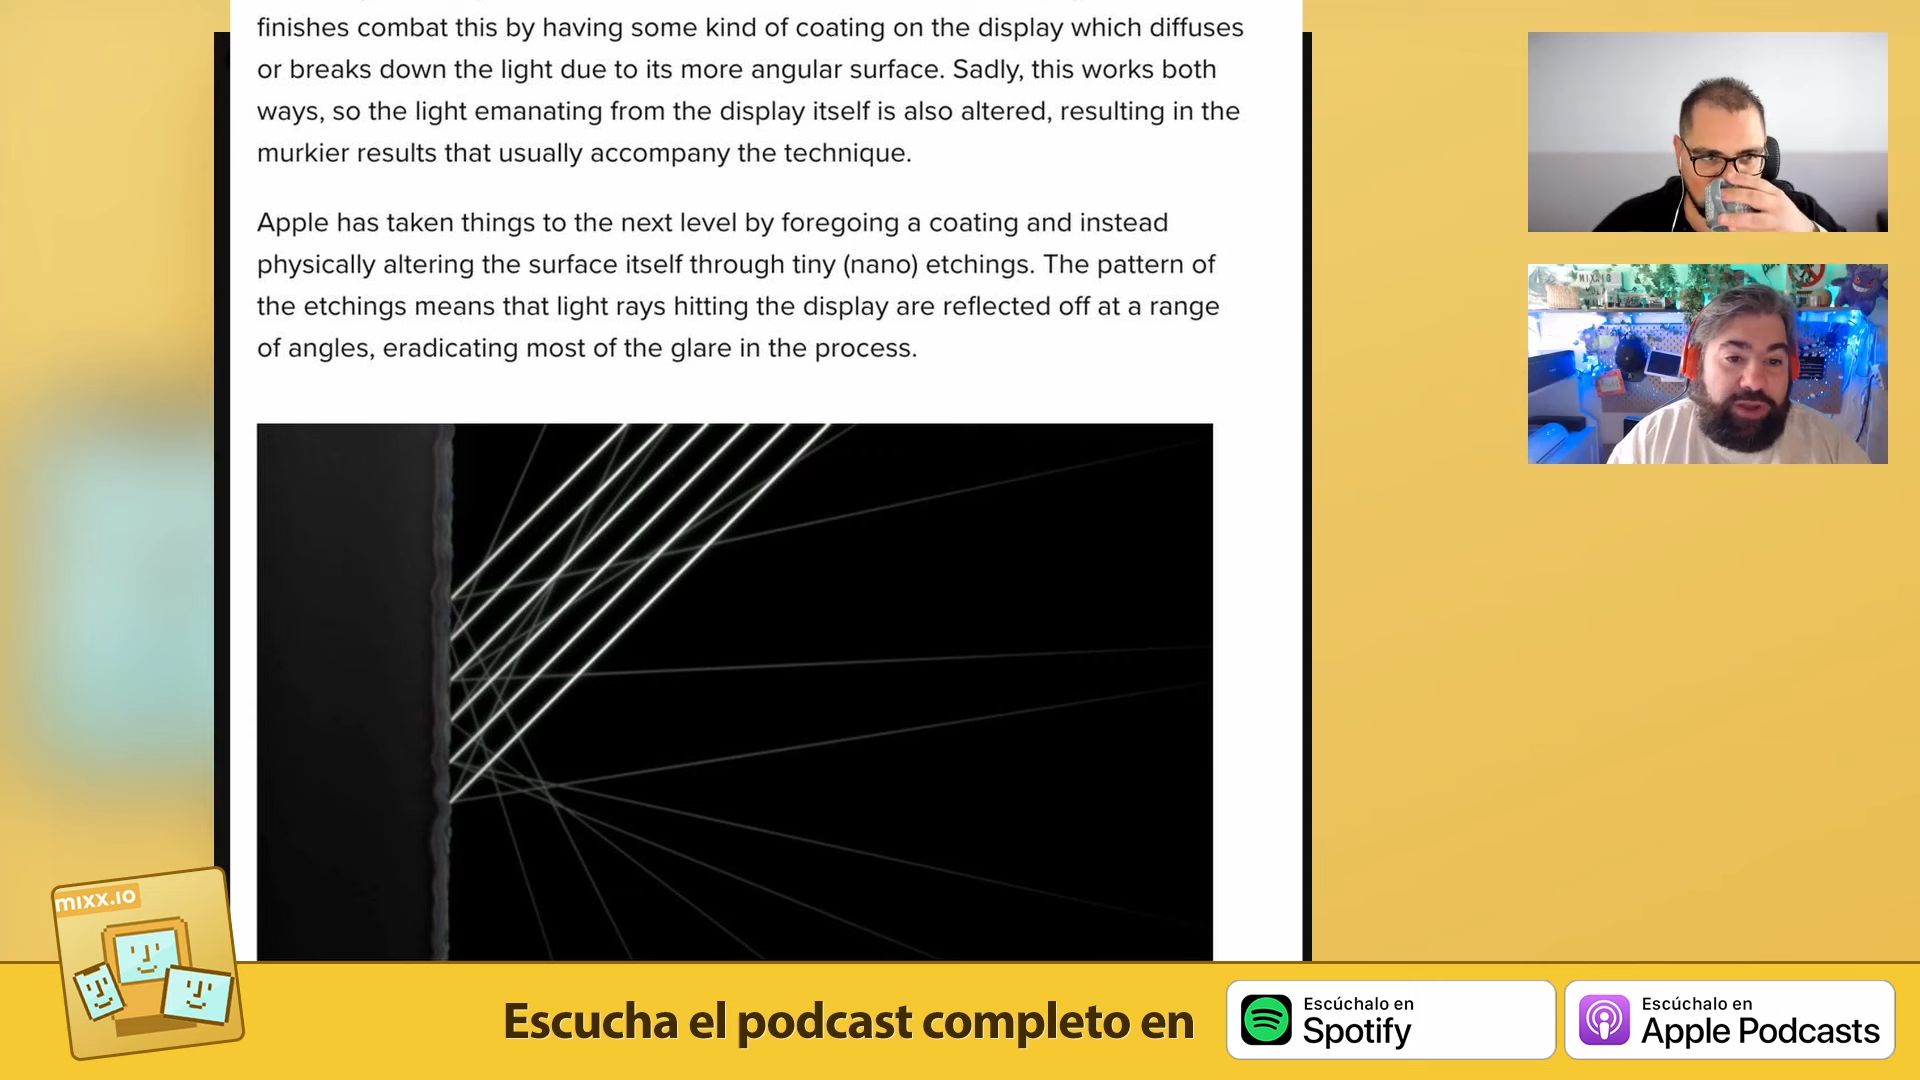 finishes combat this by having some kind of coating on the display which diffuses
or breaks down the light due to its more angular surface. Sadly, this works both
ways, so the light emanating from the display itself is also altered, resulting in the
murkier results that usually accompany the technique.
Apple has taken things to the next level by foregoing a coating and instead
physically altering the surface itself through tiny (nano) etchings. The pattern of
the etchings means that light rays hitting the display are reflected off at a range
of angles, eradicating most of the glare in the process.
MIXXIO
mixx.io
Escucha el podcast completo en
Escúchalo en
Spotify
Escúchalo en
Apple Podcasts